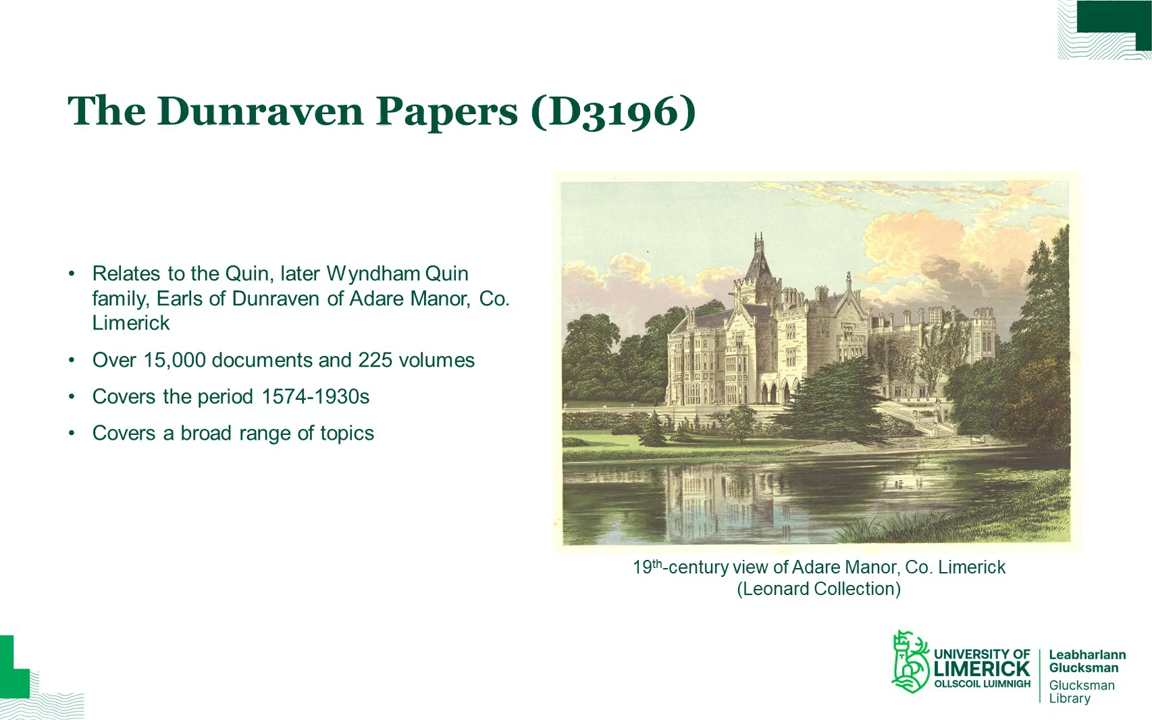 The Dunraven Papers (D3196)
• Relates to the Quin, later Wyndham Quin
family, Earls of Dunraven of Adare Manor, Co.
Limerick
• Over 15,000 documents and 225 volumes
• Covers the period 1574-1930s
• Covers a broad range of topics
19th-century view of Adare Manor, Co. Limerick
(Leonard Collection)
UNIVERSITY OF
LIMERICK
OLLSCOIL LUIMNIGH
Leabharlann
Glucksman
Glucksman
Library